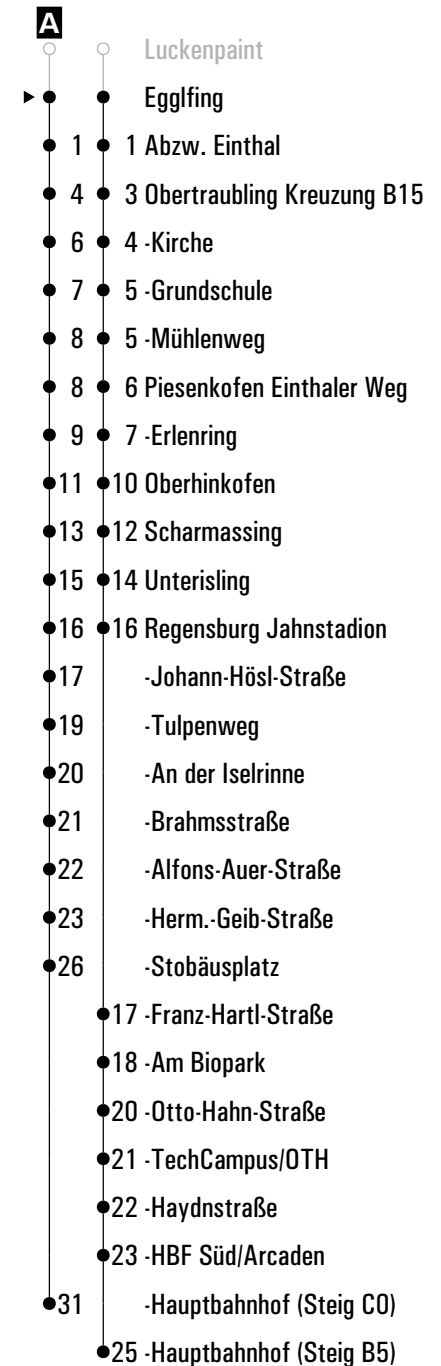 A
Luckenpaint
Egglfing
1 1 Abzw. Einthal
4 3 Obertraubling Kreuzung B15
6 4 -Kirche
7 5 -Grundschule
8 5 -Mühlenweg
8 6 Piesenkofen Einthaler Weg
9 7 -Erlenring
11 10 Oberhinkofen
13 12 Scharmassing
15 14 Unterisling
16 16 Regensburg Jahnstadion
17 -Johann-Hösl-Straße
19 -Tulpenweg
20 -An der Iselrinne
21 -Brahmsstraße
22 -Alfons-Auer-Straße
23 -Herm.-Geib-Straße
26 -Stobäusplatz
17 -Franz-Hartl-Straße
18 -Am Biopark
20 -Otto-Hahn-Straße
21 -TechCampus/OTH
22 -Haydnstraße
23 -HBF Süd/Arcaden
31 -Hauptbahnhof (Steig C0)
25 -Hauptbahnhof (Steig B5)